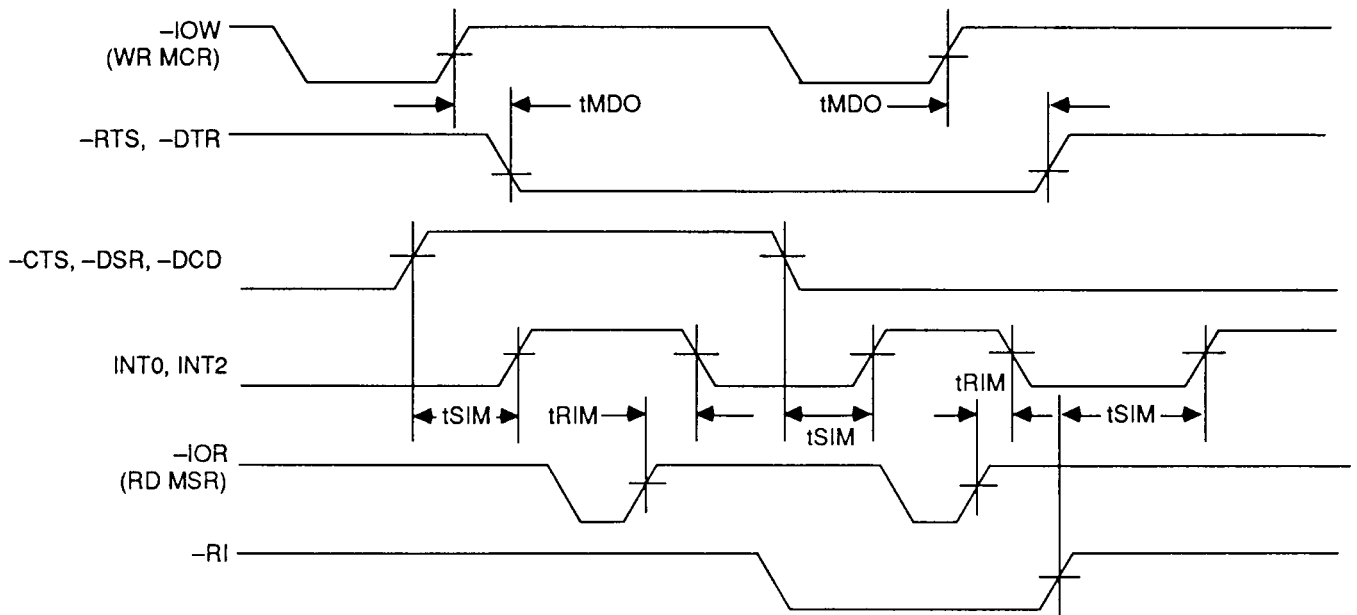 –IOW
(WR MCR)
tMDO
tMDO
–RTS, –DTR
–CTS, –DSR, –DCD
INT0, INT2
tRIM
tSIM
tRIM
tSIM
tSIM
–IOR
(RD MSR)
–RI